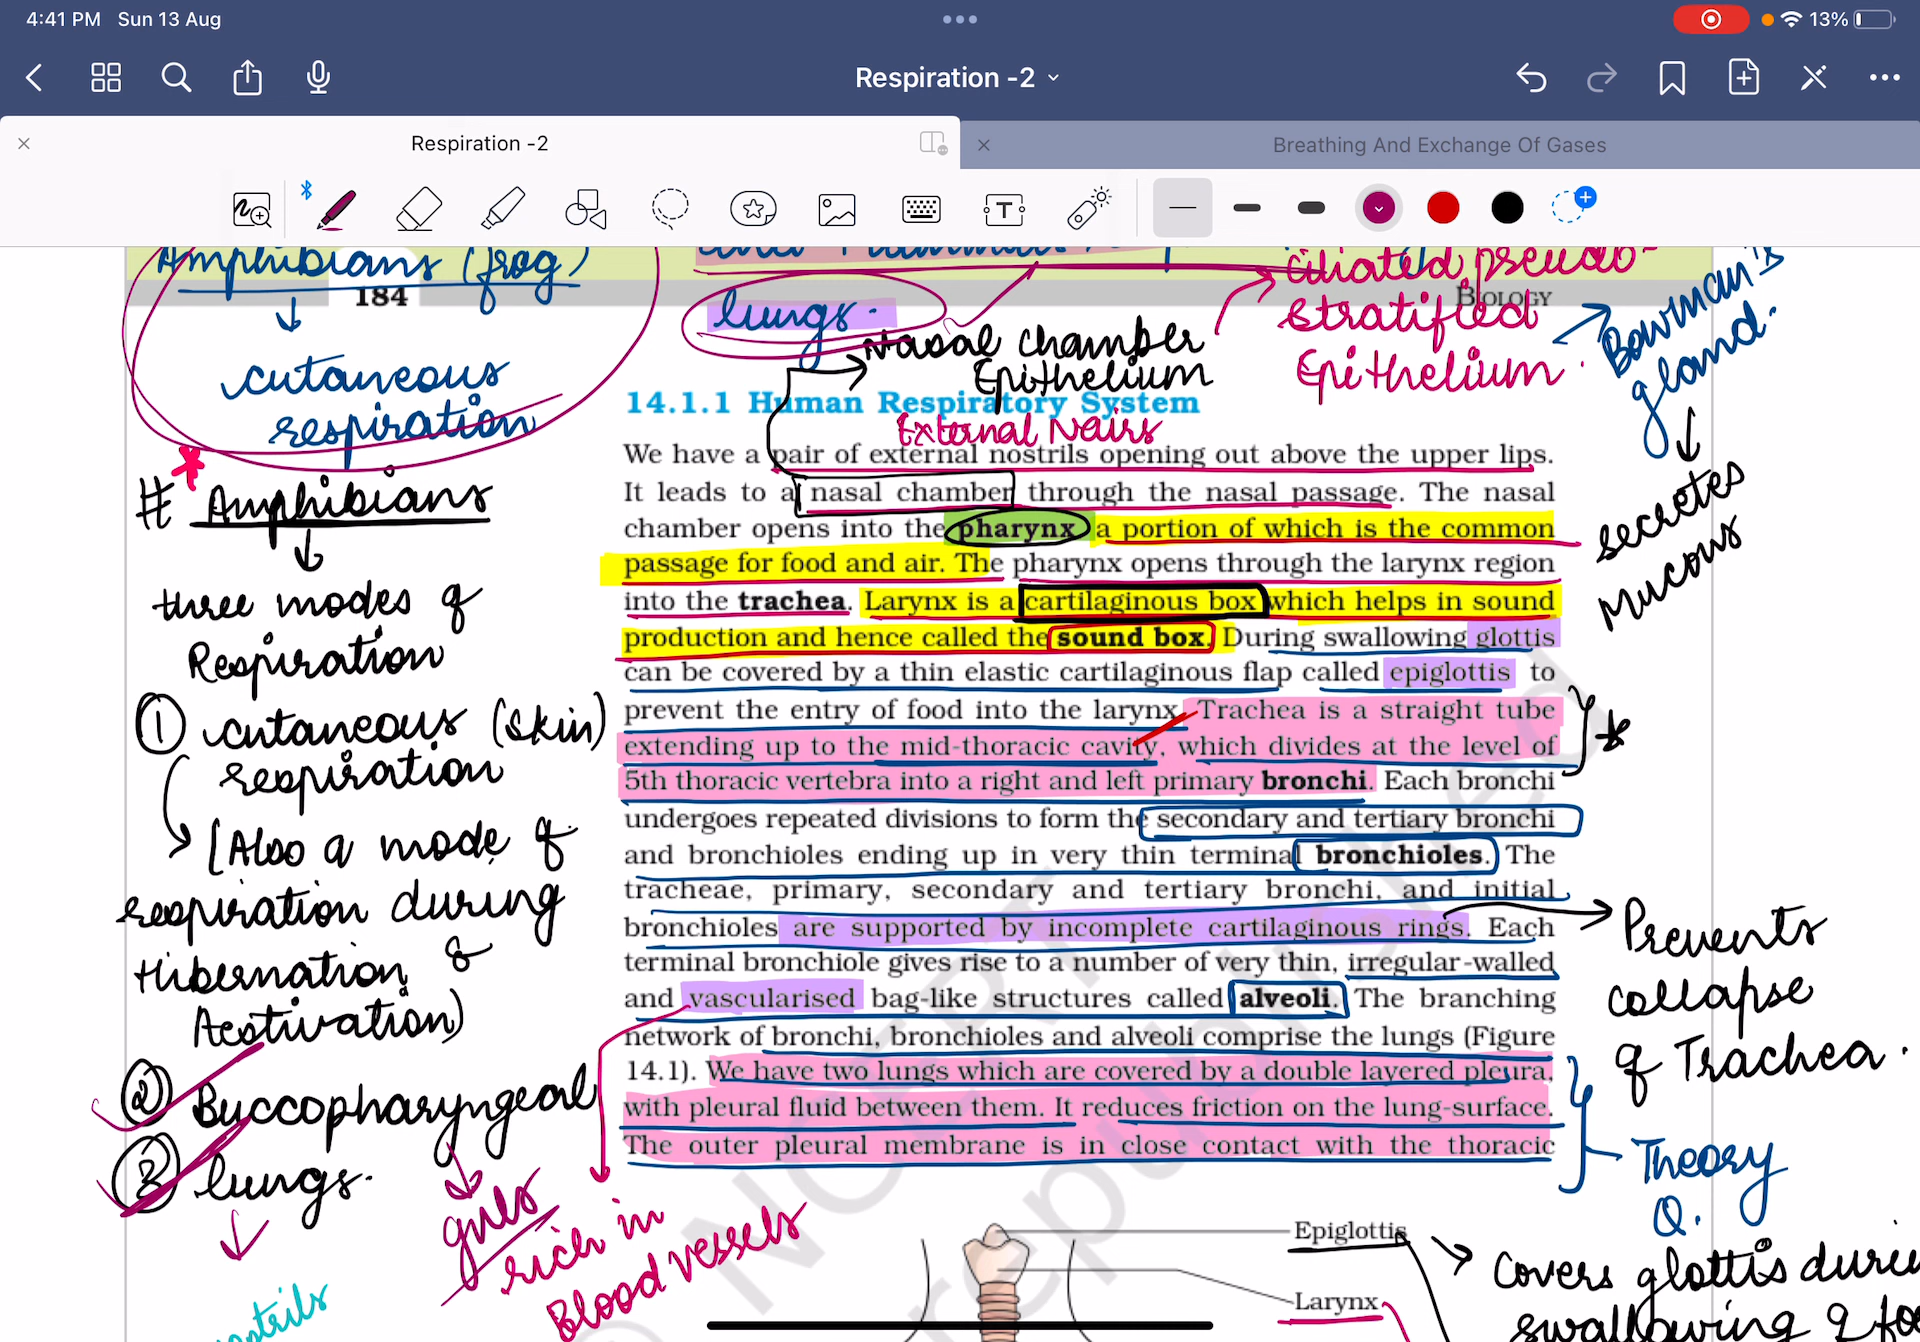 4:41 PM Sun 13 Aug
13%
Respiration -2
Respiration -2
Breathing And Exchange Of Gases
Amphibians (frog)
184
cutaneous
respiration
# Amphibians
three modes of
Respiration
① cutaneous (skin)
respiration
[Also a mode of
respiration during
Hibernation &
Aestivation)
② Buccopharyngeal
③ lungs.
lungs.
Nasal chamber
Epithelium
ciliated pseudo-
stratified
Epithelium.
BIOLOGY
Bowman's
gland.
secretes
Mucous
14.1.1 Human Respiratory System
External Nairs
We have a pair of external nostrils opening out above the upper lips.
It leads to a nasal chamber through the nasal passage. The nasal
chamber opens into the pharynx, a portion of which is the common
passage for food and air. The pharynx opens through the larynx region
into the trachea. Larynx is a cartilaginous box which helps in sound
production and hence called the sound box. During swallowing glottis
can be covered by a thin elastic cartilaginous flap called epiglottis to
prevent the entry of food into the larynx. Trachea is a straight tube
extending up to the mid-thoracic cavity, which divides at the level of
5th thoracic vertebra into a right and left primary bronchi. Each bronchi
undergoes repeated divisions to form the secondary and tertiary bronchi
and bronchioles ending up in very thin terminal bronchioles. The
tracheae, primary, secondary and tertiary bronchi, and initial
bronchioles are supported by incomplete cartilaginous rings. Each
terminal bronchiole gives rise to a number of very thin, irregular-walled
and vascularised bag-like structures called alveoli. The branching
network of bronchi, bronchioles and alveoli comprise the lungs (Figure
14.1). We have two lungs which are covered by a double layered pleura,
with pleural fluid between them. It reduces friction on the lung-surface.
The outer pleural membrane is in close contact with the thoracic
Prevents
collapse
of Trachea.
Theory
Q.
rich in
Blood vessels
Epiglottis
Larynx
Covers glottis
swallowing of